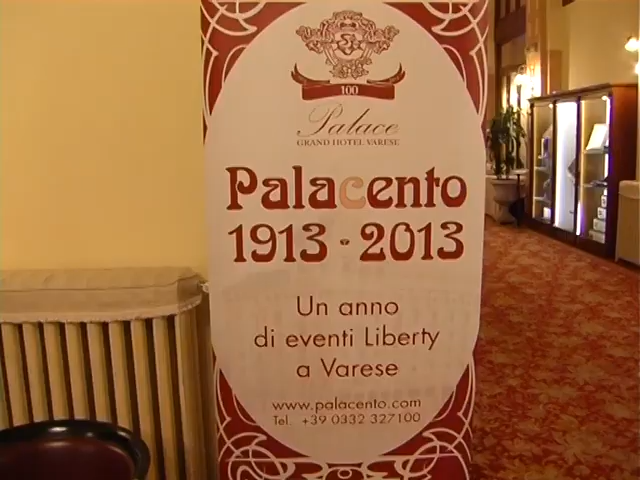 100
Palace
GRAND HOTEL VARESE
Palacento
1913 - 2013
Un anno
di eventi Liberty
a Varese
www.palacento.com
Tel. +39 0332 327100